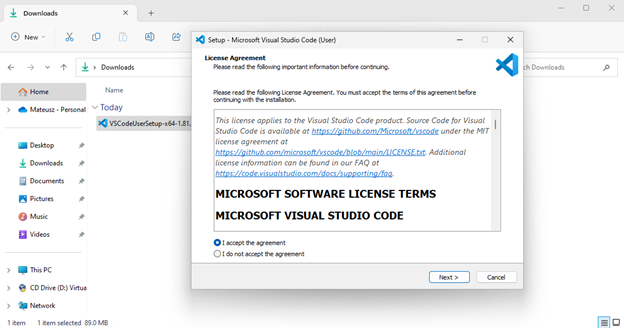 Downloads
New
Downloads
ch Downloads
Home
Mateusz - Personal
Desktop
Downloads
Documents
Pictures
Music
Videos
This PC
CD Drive (D:) Virtua
Network
Name
Today
VSCodeUserSetup-x64-1.81.
1 item
1 item selected 89.0 MB
Setup - Microsoft Visual Studio Code (User)
License Agreement
Please read the following important information before continuing.
Please read the following License Agreement. You must accept the terms of this agreement before
continuing with the installation.
This license applies to the Visual Studio Code product. Source Code for Visual
Studio Code is available at https://github.com/Microsoft/vscode under the MIT
license agreement at
https://github.com/microsoft/vscode/blob/main/LICENSE.txt. Additional
license information can be found in our FAQ at
https://code.visualstudio.com/docs/supporting/faq.
MICROSOFT SOFTWARE LICENSE TERMS
MICROSOFT VISUAL STUDIO CODE
I accept the agreement
I do not accept the agreement
Next >
Cancel